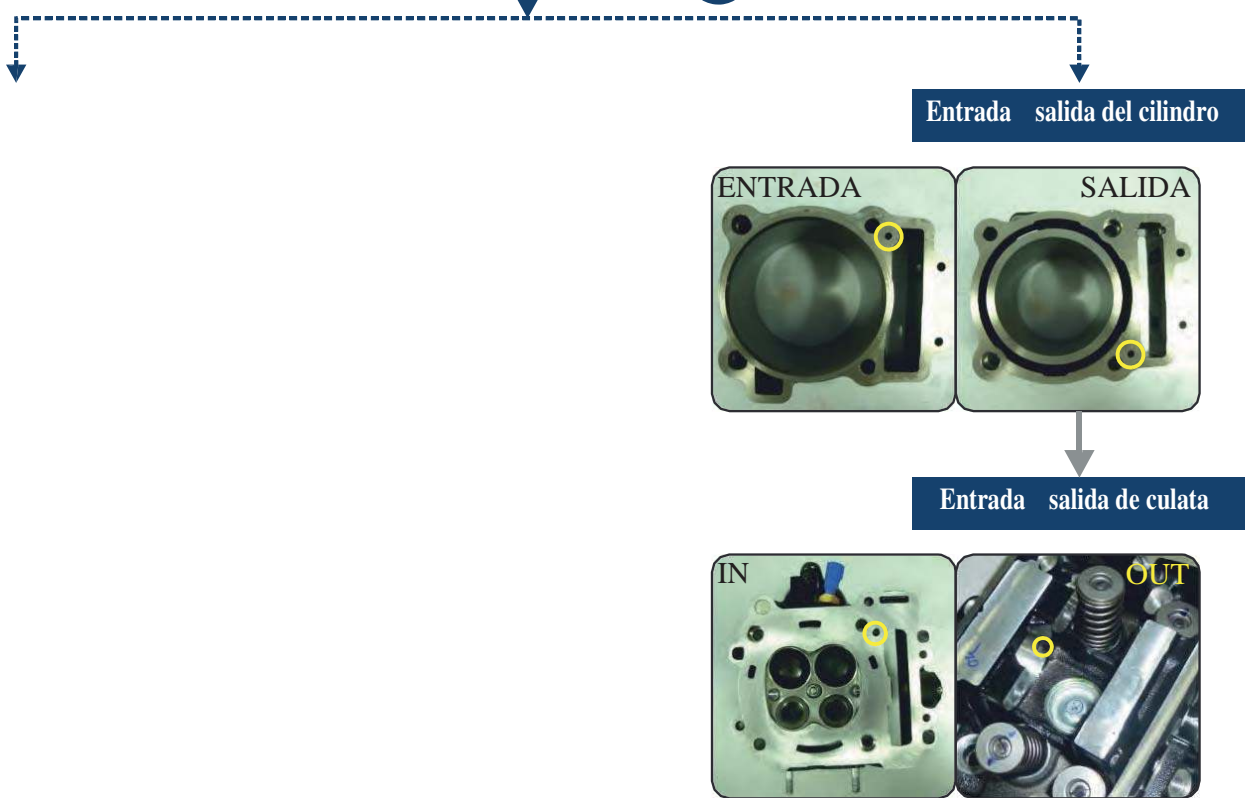 Entrada salida del cilindro
ENTRADA
SALIDA
Entrada salida de culata
IN
OUT